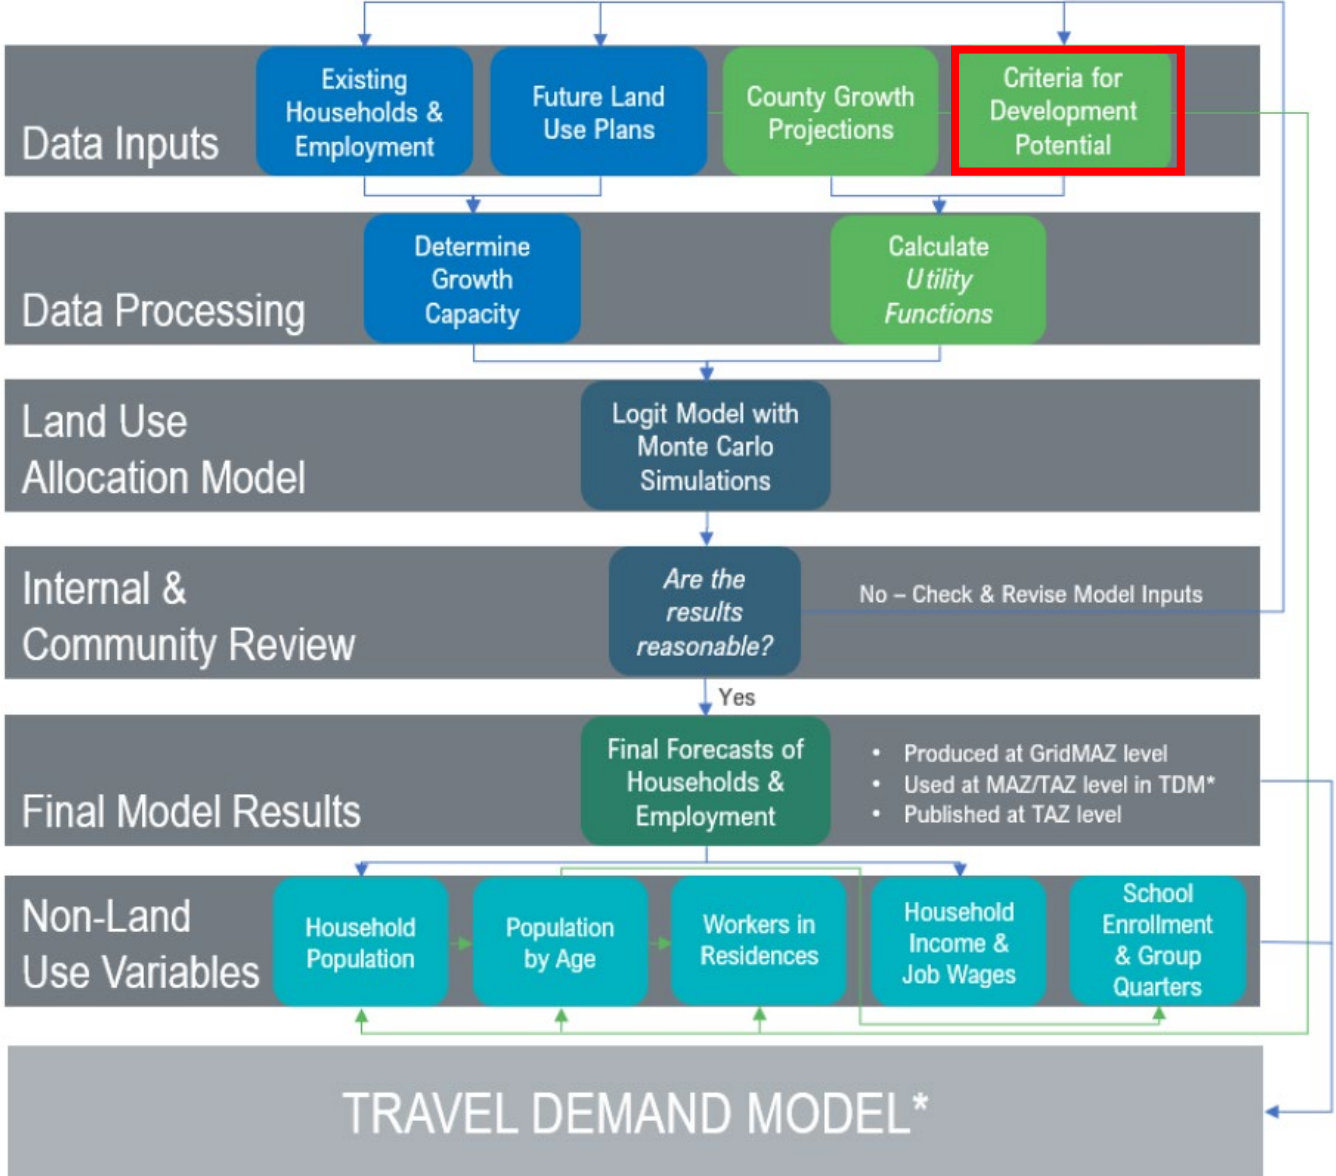 Data Inputs
Existing
Households &
Employment
Future Land
Use Plans
County Growth
Projections
Criteria for
Development
Potential
Data Processing
Determine
Growth
Capacity
Calculate
Utility
Functions
Land Use
Allocation Model
Logit Model with
Monte Carlo
Simulations
Internal &
Community Review
Are the
results
reasonable?
No – Check & Revise Model Inputs
Yes
Final Model Results
Final Forecasts of
Households &
Employment
• Produced at GridMAZ level
• Used at MAZ/TAZ level in TDM*
• Published at TAZ level
Non-Land
Use Variables
Household
Population
Population
by Age
Workers in
Residences
Household
Income &
Job Wages
School
Enrollment
& Group
Quarters
TRAVEL DEMAND MODEL*